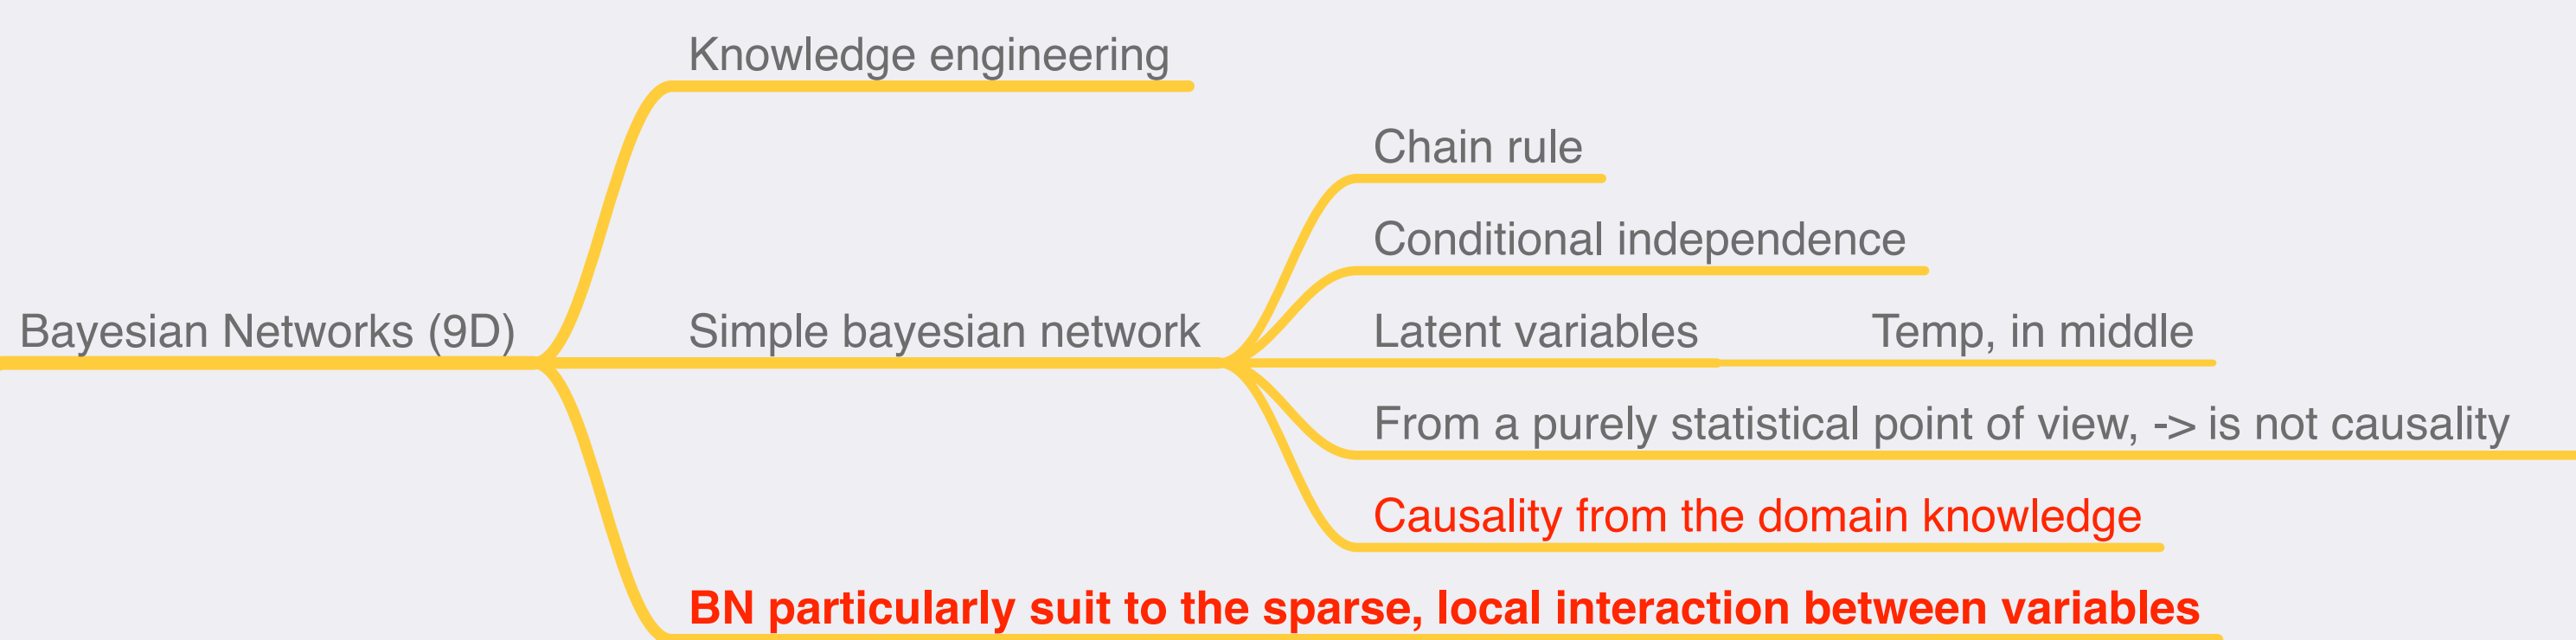 Knowledge engineering
Chain rule
Conditional independence
Bayesian Networks (9D)
Simple bayesian network
Latent variables
Temp, in middle
From a purely statistical point of view, -> is not causality
Causality from the domain knowledge
BN particularly suit to the sparse, local interaction between variables